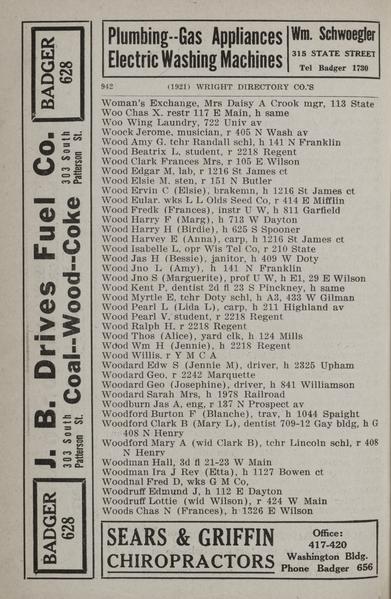 Plumbing--Gas Appliances
Electric Washing Machines
Wm. Schwoegler
315 STATE STREET
Tel Badger 1730
BADGER
628
J. B. Drives Fuel Co.
303 South
Patterson St.
Coal--Wood--Coke
303 South
Patterson St.
BADGER
628
942 (1921) WRIGHT DIRECTORY CO.'S
Woman's Exchange, Mrs Daisy A Crook mgr, 113 State
Woo Chas X. restr 117 E Main, h same
Woo Wing Laundry, 722 Univ av
Woock Jerome, musician, r 405 N Wash av
Wood Amy G. tchr Randall schl, h 141 N Franklin
Wood Beatrix L, student, r 2218 Regent
Wood Clark Frances Mrs, r 105 E Wilson
Wood Edgar M. lab, r 1216 St James ct
Wood Elsie M, sten, r 151 N Butler
Wood Ervin C (Elsie), brakemn, h 1216 St James ct
Wood Eular. wks L L Olds Seed Co, r 414 E Mifflin
Wood Fredk (Frances), instr U W, h 811 Garfield
Wood Harry F (Marg), h 713 W Dayton
Wood Harry H (Birdie), h 625 S Spooner
Wood Harvey E (Anna), carp, h 1216 St James ct
Wood Isabelle L, opr Wis Tel Co, r 210 State
Wood Jas H (Bessie), janitor, h 409 W Doty
Wood Jno L (Amy), h 141 N Franklin
Wood Jno S (Marguerite), prof U W, h E1, 29 E Wilson
Wood Kent P, dentist 2d fl 23 S Pinckney, h same
Wood Myrtle E, tchr Doty schl, h A3, 433 W Gilman
Wood Pearl L (Lida L), carp, h 211 Highland av
Wood Pearl V, student, r 2218 Regent
Wood Ralph H. r 2218 Regent
Wood Thos (Alice), yard clk, h 124 Mills
Wood Wm H (Jennie), h 2218 Regent
Wood Willis. r Y M C A
Woodard Edw S (Jennie M), driver, h 2325 Upham
Woodard Geo, r 2242 Marquette
Woodard Geo (Josephine), driver, h 841 Williamson
Woodard Sarah Mrs, h 1978 Railroad
Woodburn Jas A, eng, r 137 N Prospect av
Woodford Burton F (Blanche), trav, h 1044 Spaight
Woodford Clark B (Mary L), dentist 709-12 Gay bldg, h G
408 N Henry
Woodford Mary A (wid Clark B), tchr Lincoln schl, r 408
N Henry
Woodman Hall, 3d fl 21-23 W Main
Woodman Ira J Rev (Etta), h 1127 Bowen ct
Woodnal Fred D, wks G M Co,
Woodruff Edmund J, h 112 E Dayton
Woodruff Lottie (wid Wilson), r 424 W Main
Woods Chas N (Frances), h 1326 E Wilson
SEARS & GRIFFIN
CHIROPRACTORS
Office:
417-420
Washington Bldg.
Phone Badger 656